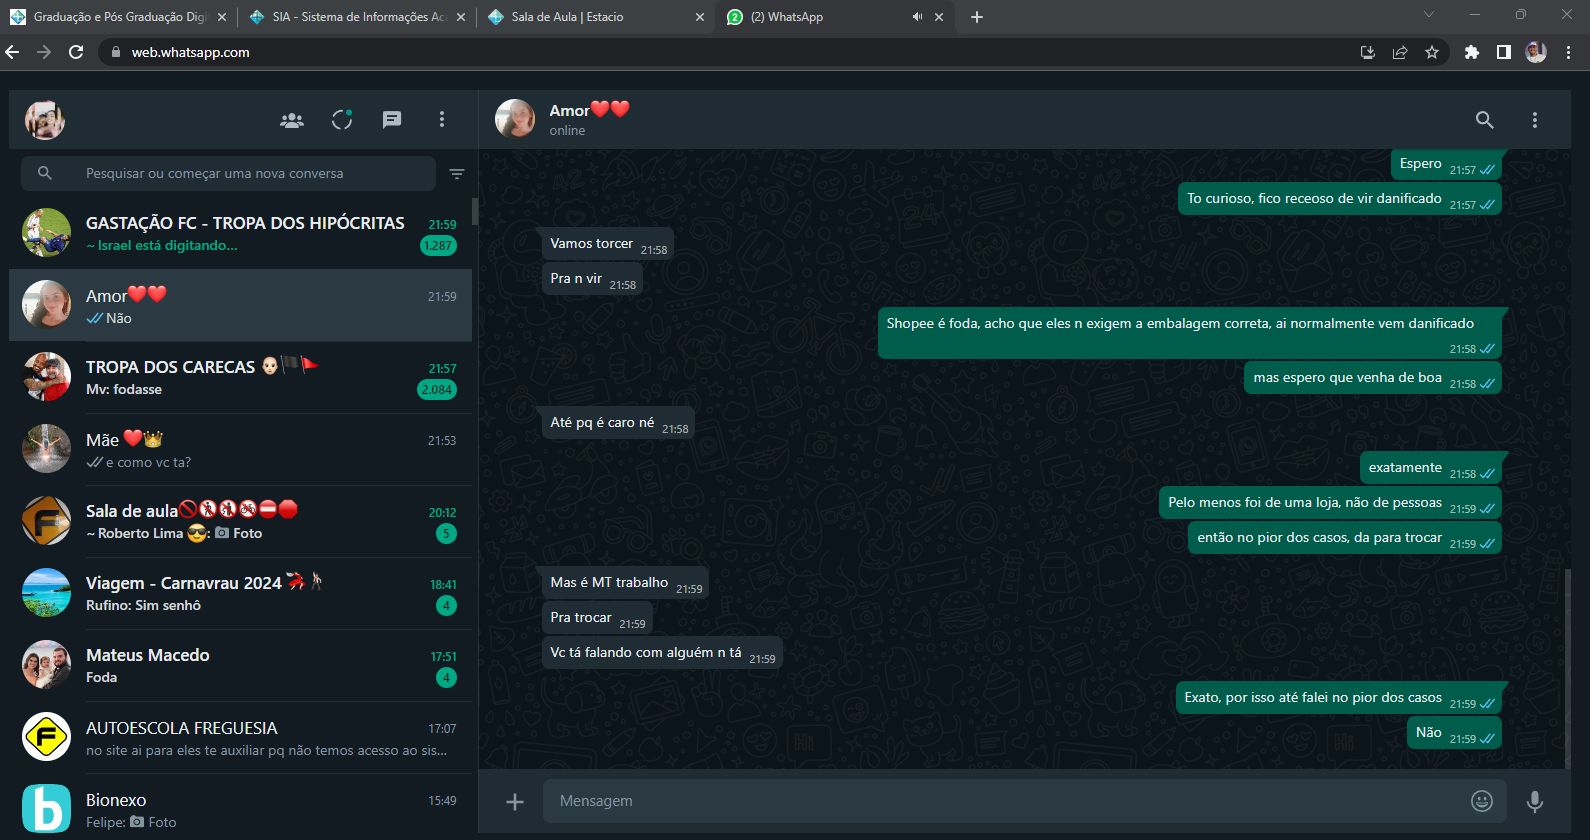 Graduação e Pós Graduação Digi
SIA - Sistema de Informações Aca
Sala de Aula | Estacio
(2) WhatsApp
web.whatsapp.com
Amor❤️❤️
online
Pesquisar ou começar uma nova conversa
GASTAÇÃO FC - TROPA DOS HIPÓCRITAS 21:59
~ Israel está digitando... 1.287
Amor❤️❤️ 21:59
Não
TROPA DOS CARECAS 👨🏻‍🦲🏴🚩 21:57
Mv: fodasse 2.084
Mãe ❤️👑 21:53
e como vc ta?
Sala de aula🚫🚷🚯🚳⛔🛑 20:12
~ Roberto Lima 😎: Foto 5
Viagem - Carnavrau 2024 18:41
Rufino: Sim senhô 4
Mateus Macedo 17:51
Foda 4
AUTOESCOLA FREGUESIA 17:07
no site ai para eles te auxiliar pq não temos acesso ao sis...
Bionexo 15:49
Felipe: Foto
Espero 21:57
To curioso, fico receoso de vir danificado 21:57
Vamos torcer 21:58
Pra n vir 21:58
Shopee é foda, acho que eles n exigem a embalagem correta, ai normalmente vem danificado
21:58
mas espero que venha de boa 21:58
Até pq é caro né 21:58
exatamente 21:58
Pelo menos foi de uma loja, não de pessoas 21:59
então no pior dos casos, da para trocar 21:59
Mas é MT trabalho 21:59
Pra trocar 21:59
Vc tá falando com alguém n tá 21:59
Exato, por isso até falei no pior dos casos 21:59
Não 21:59
Mensagem